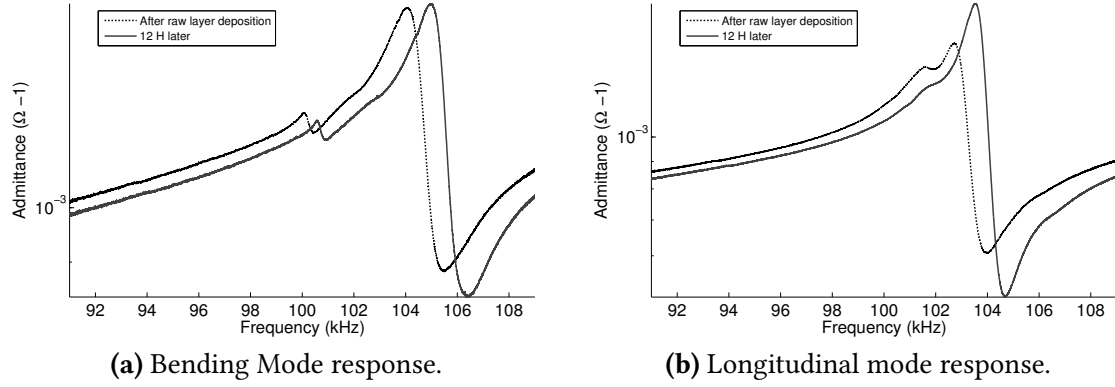 After raw layer deposition
12 H later
Admittance (Ω −1)
10⁻³
92 94 96 98 100 102 104 106 108
Frequency (kHz)
(a) Bending Mode response.
After raw layer deposition
12 H later
Admittance (Ω −1)
10⁻³
92 94 96 98 100 102 104 106 108
Frequency (kHz)
(b) Longitudinal mode response.